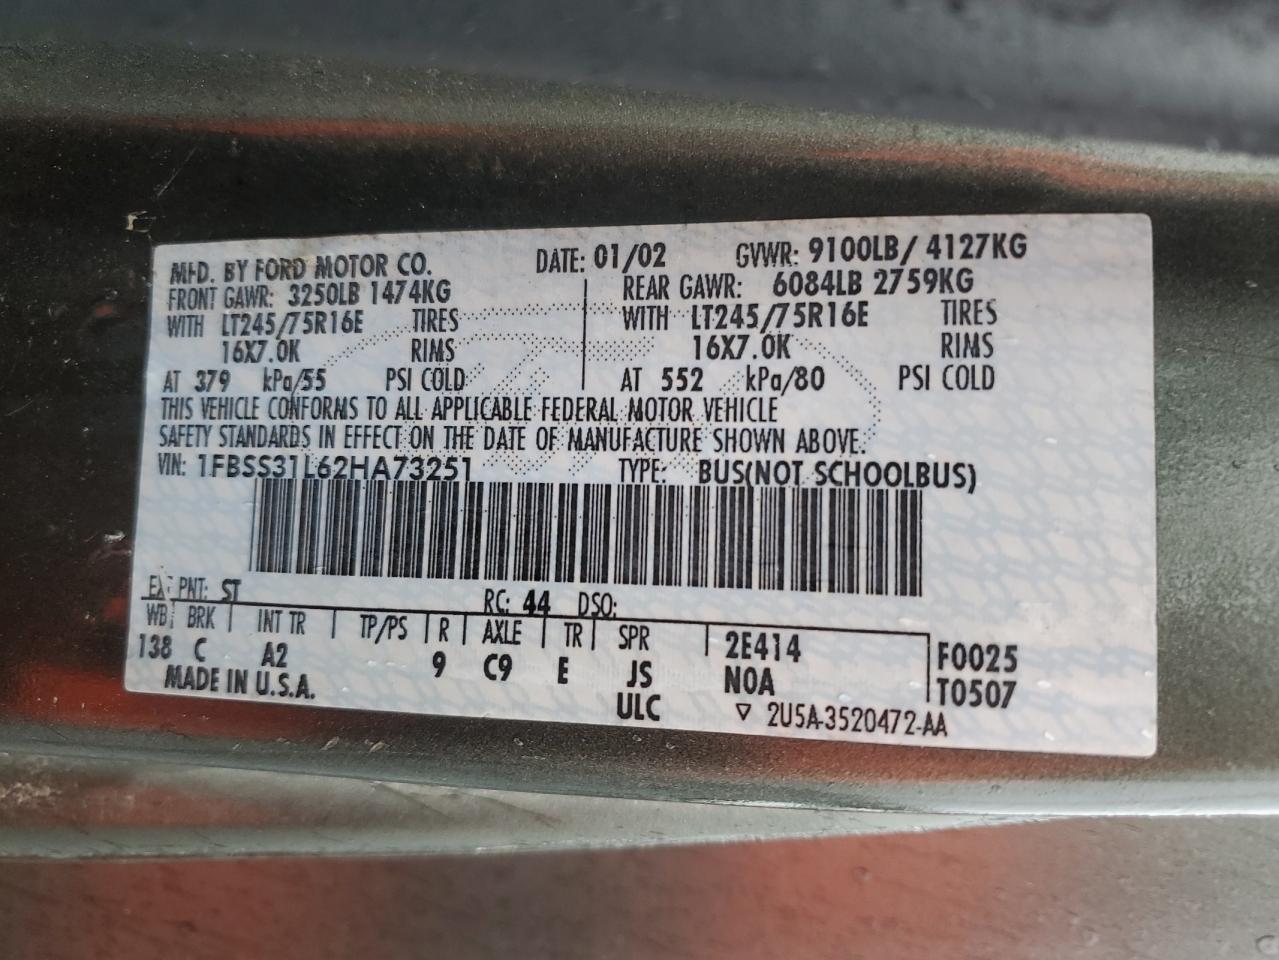 MFD. BY FORD MOTOR CO. DATE: 01/02 GVWR: 9100LB/ 4127KG
FRONT GAWR: 3250LB 1474KG REAR GAWR: 6084LB 2759KG
WITH LT245/75R16E TIRES WITH LT245/75R16E TIRES
16X7.0K RIMS 16X7.0K RIMS
AT 379 kPa/55 PSI COLD AT 552 kPa/80 PSI COLD
THIS VEHICLE CONFORMS TO ALL APPLICABLE FEDERAL MOTOR VEHICLE
SAFETY STANDARDS IN EFFECT ON THE DATE OF MANUFACTURE SHOWN ABOVE.
VIN: 1FBSS31L62HA73251 TYPE: BUS(NOT SCHOOLBUS)
EXT PNT: ST RC: 44 DSO:
WB BRK INT TR TP/PS R AXLE TR SPR 2E414 F0025
138 C A2 9 C9 E JS N0A T0507
MADE IN U.S.A. ULC ▽ 2U5A-3520472-AA